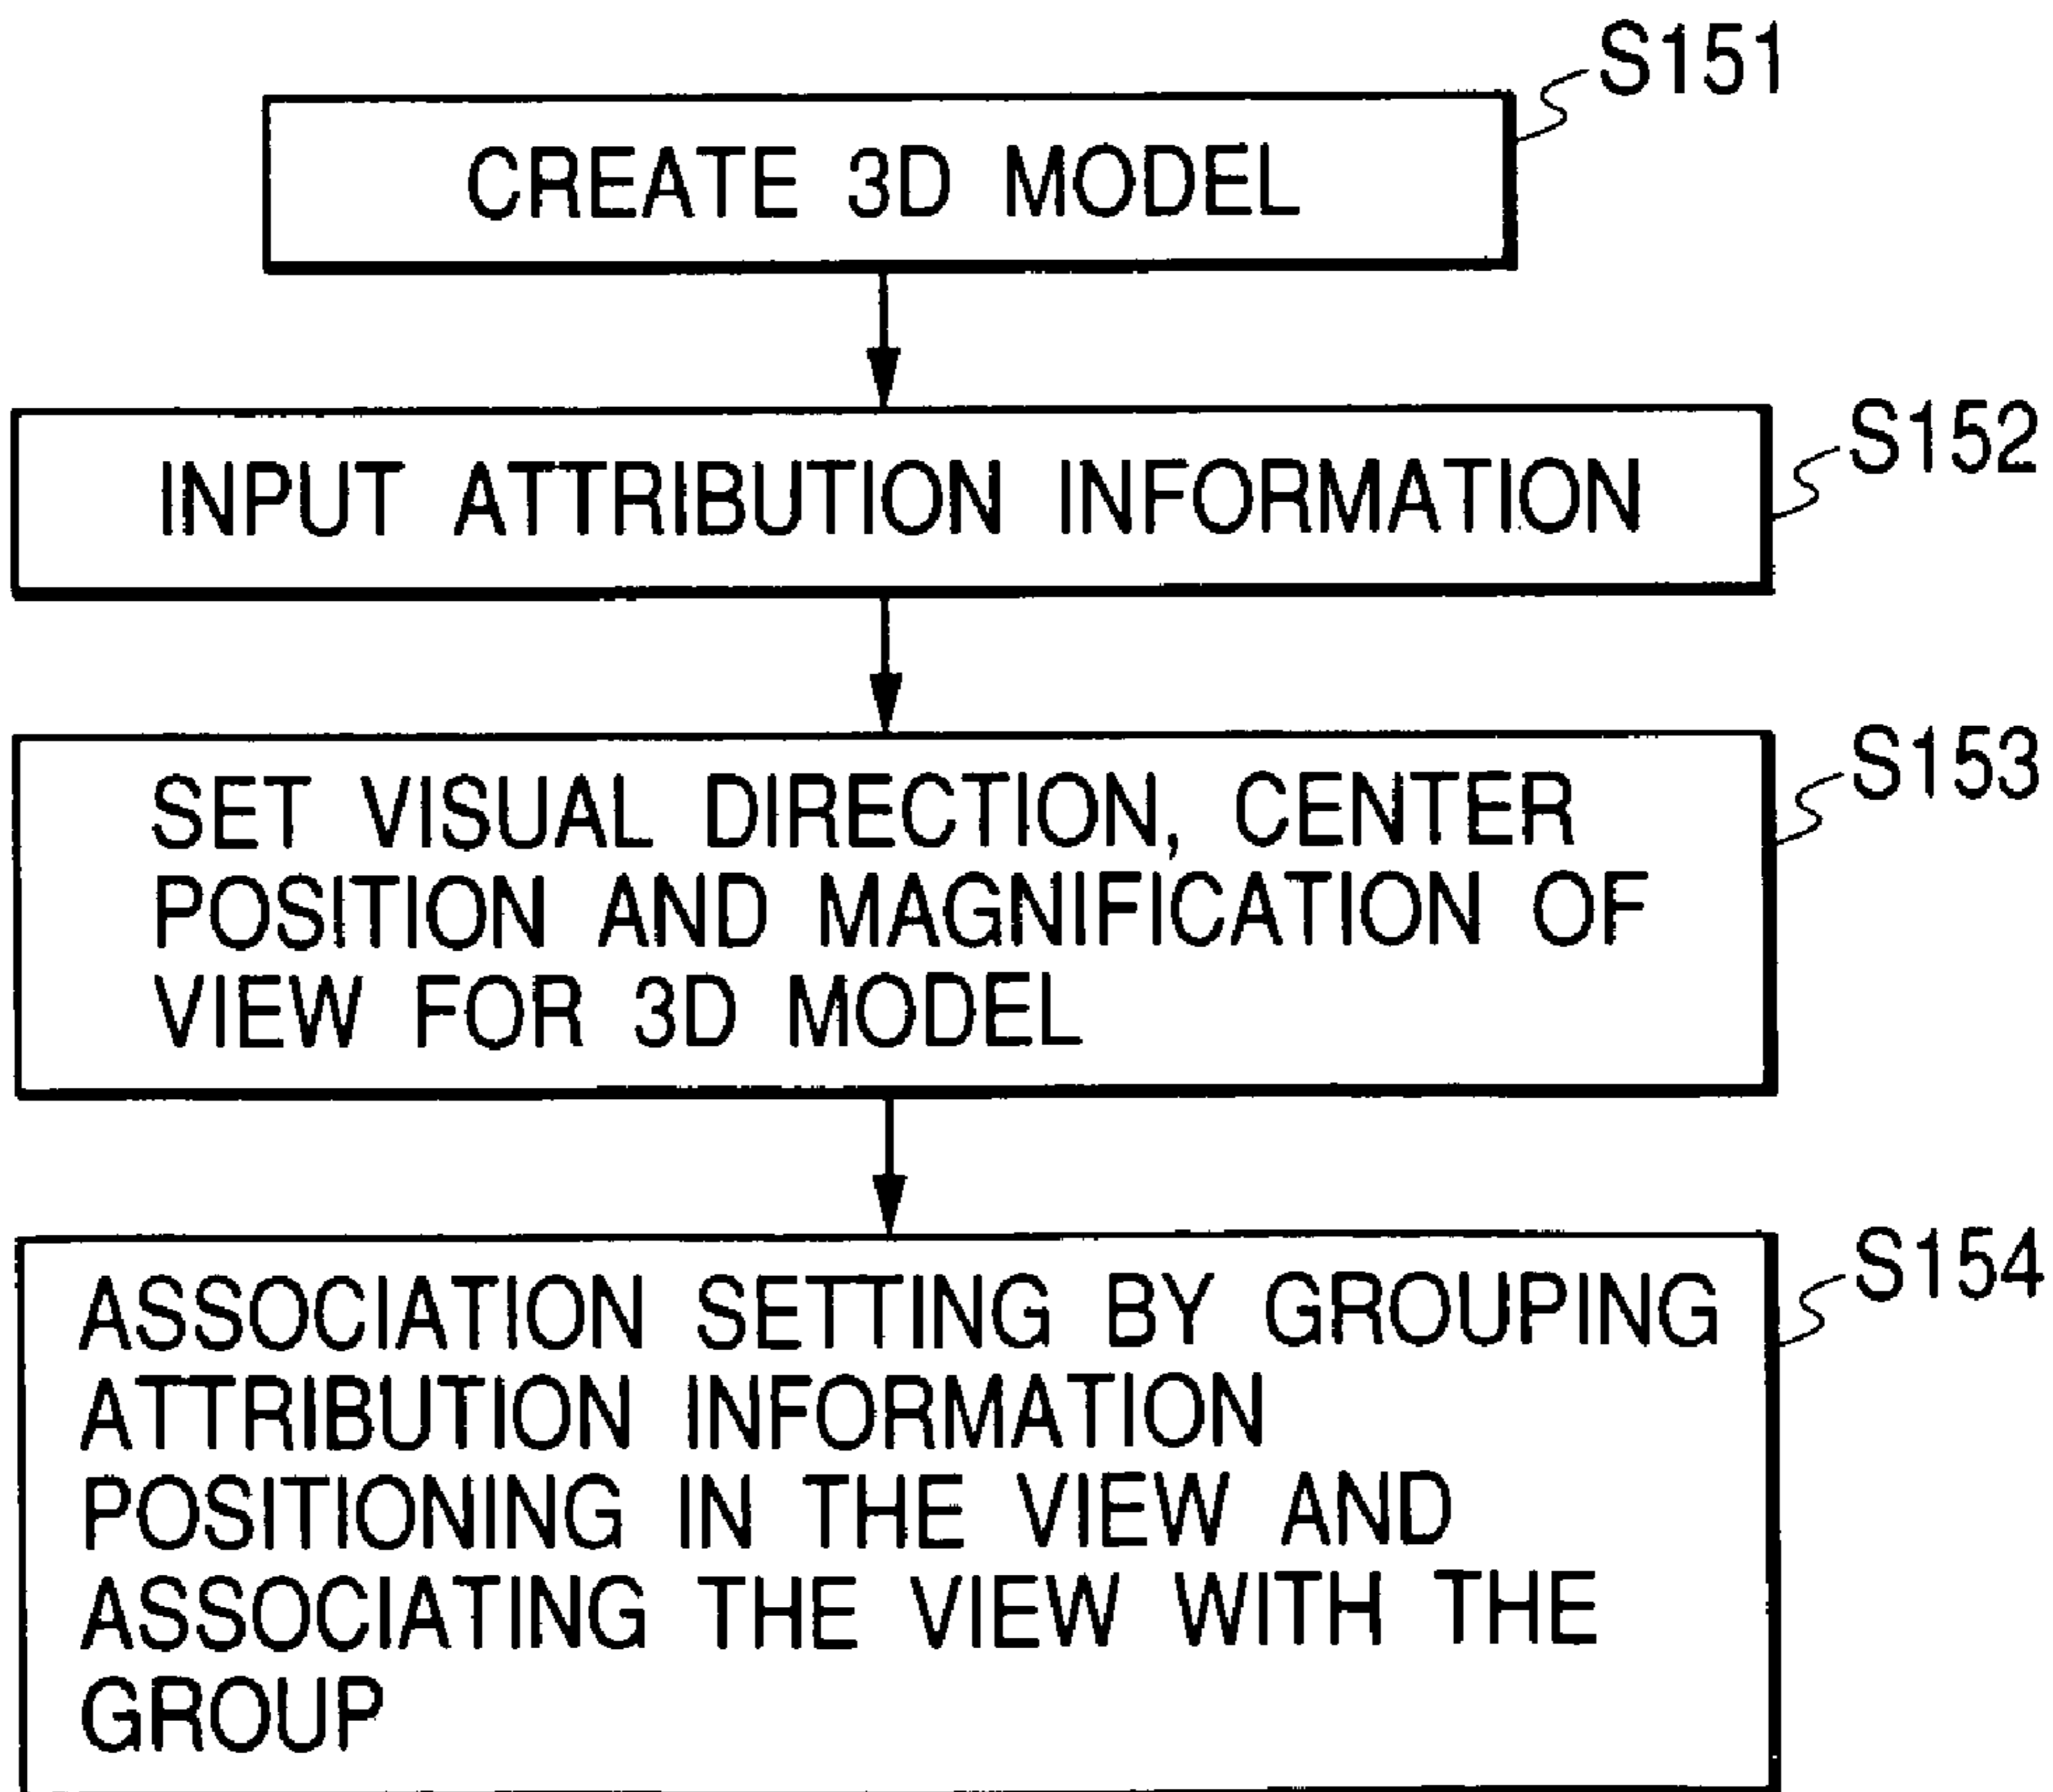 S151
CREATE 3D MODEL
S152
INPUT ATTRIBUTION INFORMATION
S153
SET VISUAL DIRECTION, CENTER
POSITION AND MAGNIFICATION OF
VIEW FOR 3D MODEL
S154
ASSOCIATION SETTING BY GROUPING
ATTRIBUTION INFORMATION
POSITIONING IN THE VIEW AND
ASSOCIATING THE VIEW WITH THE
GROUP